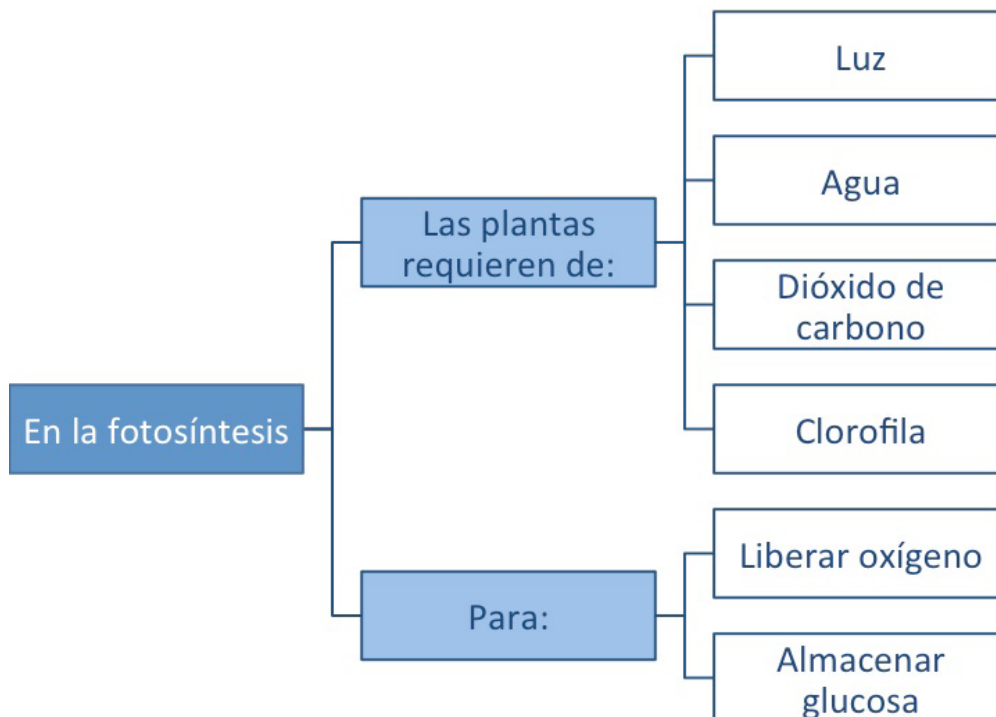 En la fotosíntesis
Las plantas
requieren de:
Luz
Agua
Dióxido de
carbono
Clorofila
Para:
Liberar oxígeno
Almacenar
glucosa